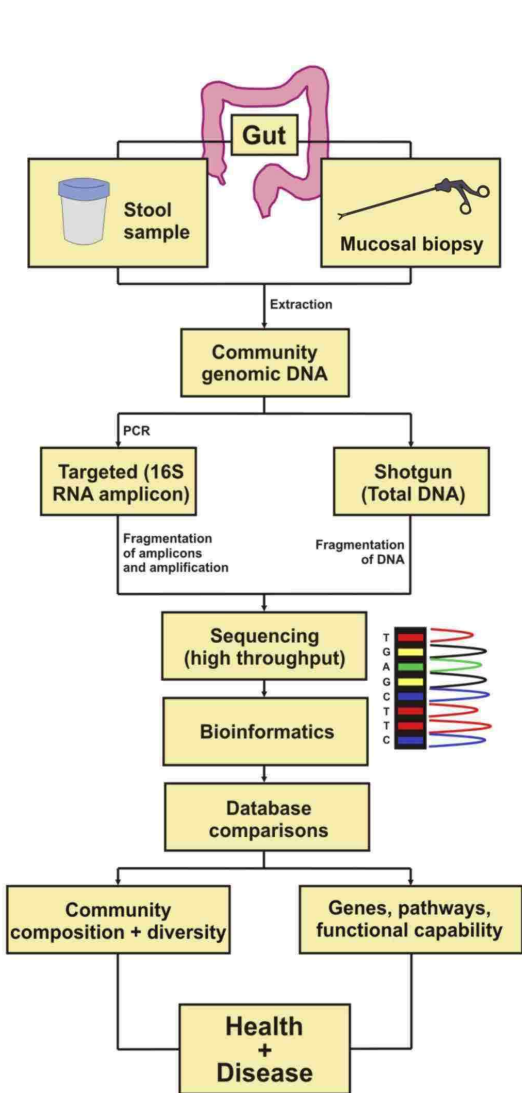 Gut
Stool
sample
Mucosal biopsy
Extraction
Community
genomic DNA
PCR
Targeted (16S
RNA amplicon)
Shotgun
(Total DNA)
Fragmentation
of amplicons
and amplification
Fragmentation
of DNA
Sequencing
(high throughput)
T
G
A
G
C
T
T
C
Bioinformatics
Database
comparisons
Community
composition + diversity
Genes, pathways,
functional capability
Health
+
Disease